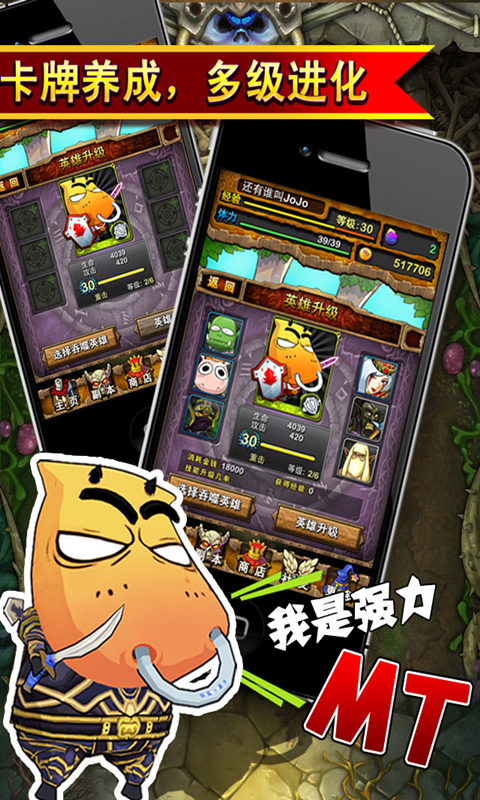 卡牌养成，多级进化
英雄升级
生命 4039
攻击 420
30
重击 等级: 2/6
选择吞噬英雄
英雄
主页
副本
商店
还有谁叫JoJo
经验
等级: 30
2
体力
39/39
517706
返回
英雄升级
生命 4039
攻击 420
30
重击 等级: 2/6
消耗金钱 18000
技能升级几率
获得经验 0
选择吞噬英雄
英雄升级
副本
商店
我是强力
MT